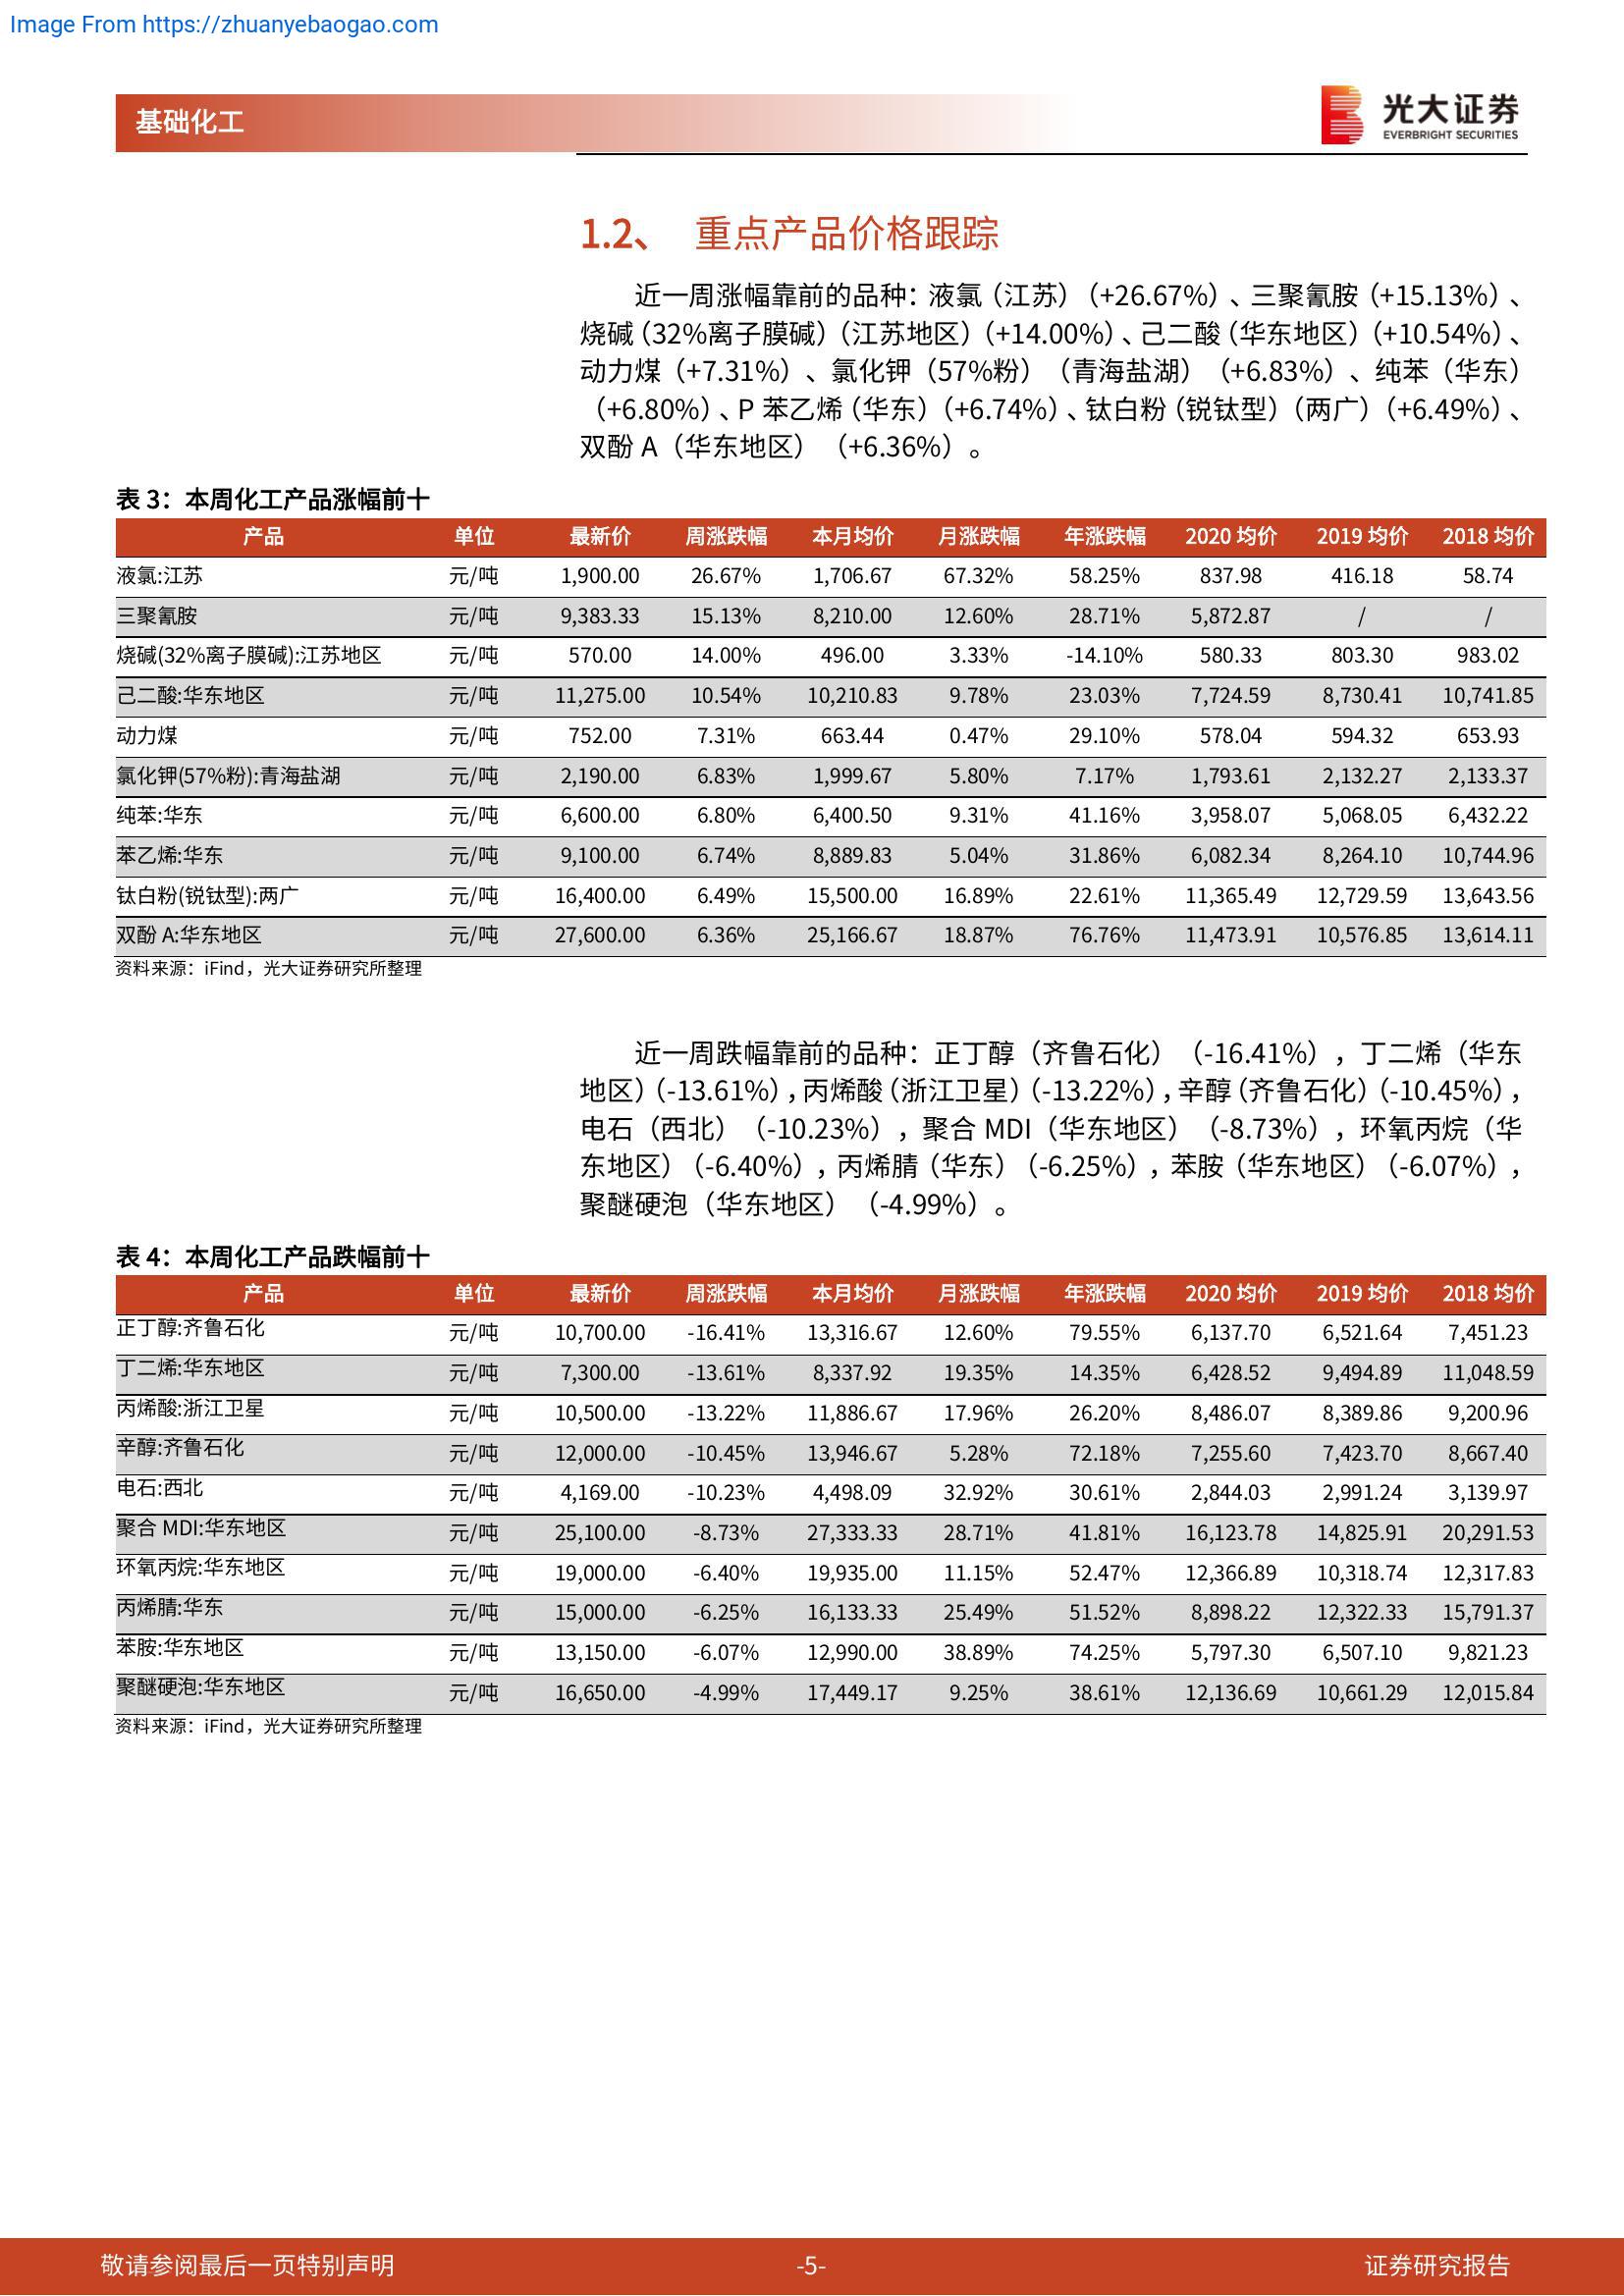 Image From https://zhuanyebaogao.com
基础化工
光大证券
EVERBRIGHT SECURITIES
1.2、 重点产品价格跟踪
近一周涨幅靠前的品种：液氯（江苏）（+26.67%）、三聚氰胺（+15.13%）、
烧碱（32%离子膜碱）（江苏地区）（+14.00%）、己二酸（华东地区）（+10.54%）、
动力煤（+7.31%）、氯化钾（57%粉）（青海盐湖）（+6.83%）、纯苯（华东）
（+6.80%）、P 苯乙烯（华东）（+6.74%）、钛白粉（锐钛型）（两广）（+6.49%）、
双酚 A（华东地区）（+6.36%）。
表 3：本周化工产品涨幅前十
产品 单位 最新价 周涨跌幅 本月均价 月涨跌幅 年涨跌幅 2020 均价 2019 均价 2018 均价
液氯:江苏 元/吨 1,900.00 26.67% 1,706.67 67.32% 58.25% 837.98 416.18 58.74
三聚氰胺 元/吨 9,383.33 15.13% 8,210.00 12.60% 28.71% 5,872.87 / /
烧碱(32%离子膜碱):江苏地区 元/吨 570.00 14.00% 496.00 3.33% -14.10% 580.33 803.30 983.02
己二酸:华东地区 元/吨 11,275.00 10.54% 10,210.83 9.78% 23.03% 7,724.59 8,730.41 10,741.85
动力煤 元/吨 752.00 7.31% 663.44 0.47% 29.10% 578.04 594.32 653.93
氯化钾(57%粉):青海盐湖 元/吨 2,190.00 6.83% 1,999.67 5.80% 7.17% 1,793.61 2,132.27 2,133.37
纯苯:华东 元/吨 6,600.00 6.80% 6,400.50 9.31% 41.16% 3,958.07 5,068.05 6,432.22
苯乙烯:华东 元/吨 9,100.00 6.74% 8,889.83 5.04% 31.86% 6,082.34 8,264.10 10,744.96
钛白粉(锐钛型):两广 元/吨 16,400.00 6.49% 15,500.00 16.89% 22.61% 11,365.49 12,729.59 13,643.56
双酚 A:华东地区 元/吨 27,600.00 6.36% 25,166.67 18.87% 76.76% 11,473.91 10,576.85 13,614.11
资料来源：iFind，光大证券研究所整理
近一周跌幅靠前的品种：正丁醇（齐鲁石化）（-16.41%），丁二烯（华东
地区）（-13.61%），丙烯酸（浙江卫星）（-13.22%），辛醇（齐鲁石化）（-10.45%），
电石（西北）（-10.23%），聚合 MDI（华东地区）（-8.73%），环氧丙烷（华
东地区）（-6.40%），丙烯腈（华东）（-6.25%），苯胺（华东地区）（-6.07%），
聚醚硬泡（华东地区）（-4.99%）。
表 4：本周化工产品跌幅前十
产品 单位 最新价 周涨跌幅 本月均价 月涨跌幅 年涨跌幅 2020 均价 2019 均价 2018 均价
正丁醇:齐鲁石化 元/吨 10,700.00 -16.41% 13,316.67 12.60% 79.55% 6,137.70 6,521.64 7,451.23
丁二烯:华东地区 元/吨 7,300.00 -13.61% 8,337.92 19.35% 14.35% 6,428.52 9,494.89 11,048.59
丙烯酸:浙江卫星 元/吨 10,500.00 -13.22% 11,886.67 17.96% 26.20% 8,486.07 8,389.86 9,200.96
辛醇:齐鲁石化 元/吨 12,000.00 -10.45% 13,946.67 5.28% 72.18% 7,255.60 7,423.70 8,667.40
电石:西北 元/吨 4,169.00 -10.23% 4,498.09 32.92% 30.61% 2,844.03 2,991.24 3,139.97
聚合 MDI:华东地区 元/吨 25,100.00 -8.73% 27,333.33 28.71% 41.81% 16,123.78 14,825.91 20,291.53
环氧丙烷:华东地区 元/吨 19,000.00 -6.40% 19,935.00 11.15% 52.47% 12,366.89 10,318.74 12,317.83
丙烯腈:华东 元/吨 15,000.00 -6.25% 16,133.33 25.49% 51.52% 8,898.22 12,322.33 15,791.37
苯胺:华东地区 元/吨 13,150.00 -6.07% 12,990.00 38.89% 74.25% 5,797.30 6,507.10 9,821.23
聚醚硬泡:华东地区 元/吨 16,650.00 -4.99% 17,449.17 9.25% 38.61% 12,136.69 10,661.29 12,015.84
资料来源：iFind，光大证券研究所整理
敬请参阅最后一页特别声明 -5- 证券研究报告